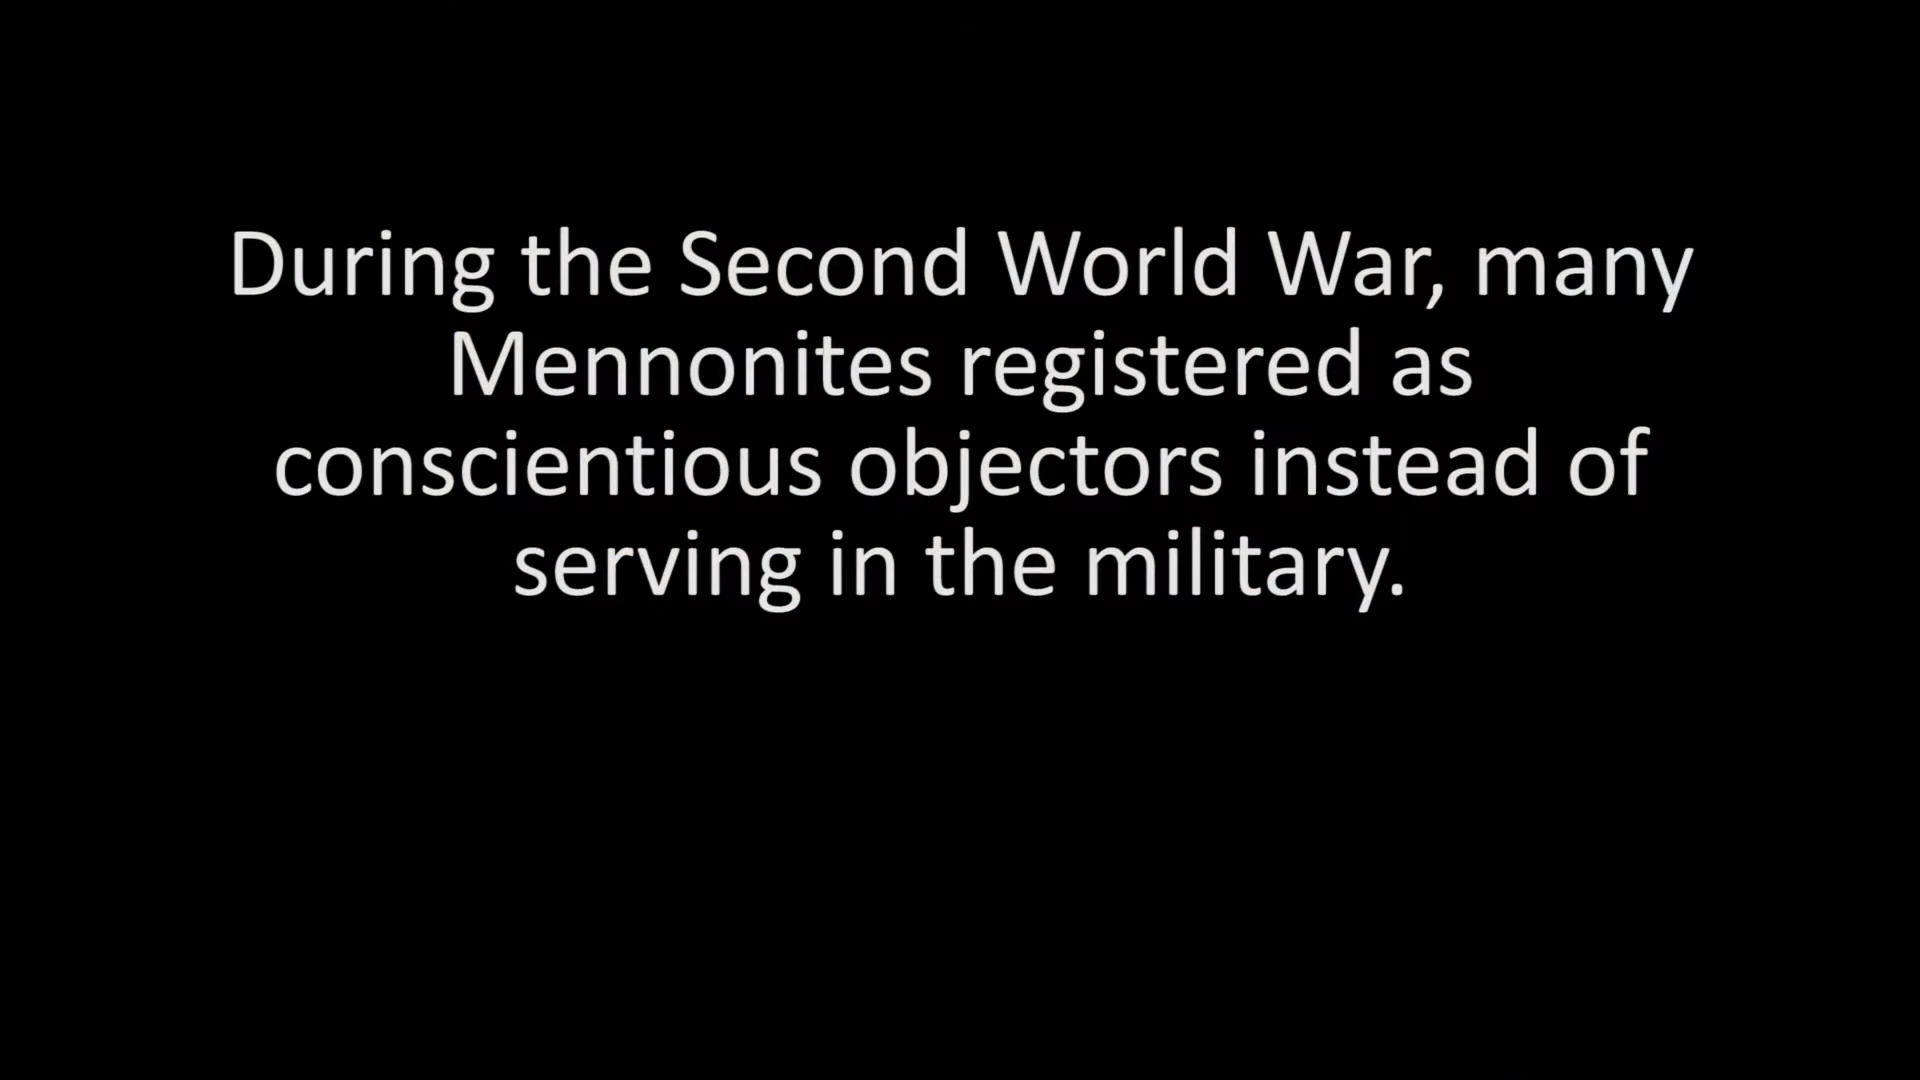 During the Second World War, many
Mennonites registered as
conscientious objectors instead of
serving in the military.